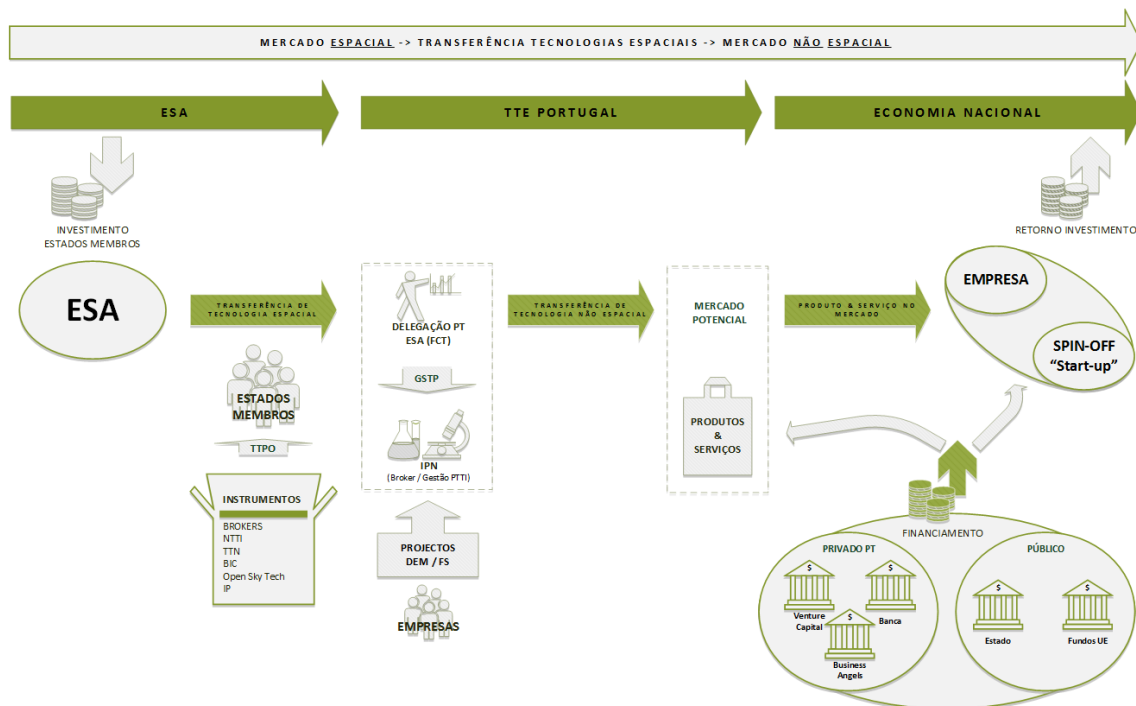 MERCADO ESPACIAL -> TRANSFERÊNCIA TECNOLOGIAS ESPACIAIS -> MERCADO NÃO ESPACIAL
ESA
TTE PORTUGAL
ECONOMIA NACIONAL
INVESTIMENTO
ESTADOS MEMBROS
RETORNO INVESTIMENTO
ESA
TRANSFERÊNCIA DE
TECNOLOGIA ESPACIAL
DELEGAÇÃO PT
ESA (FCT)
GSTP
IPN
(Broker / Gestão PTTI)
TRANSFERÊNCIA DE
TECNOLOGIA NÃO ESPACIAL
MERCADO
POTENCIAL
PRODUTOS
&
SERVIÇOS
PRODUTO & SERVIÇO NO
MERCADO
EMPRESA
SPIN-OFF
“Start-up”
ESTADOS
MEMBROS
TTPO
INSTRUMENTOS
BROKERS
NTTI
TTN
BIC
Open Sky Tech
IP
PROJECTOS
DEM / FS
EMPRESAS
FINANCIAMENTO
PRIVADO PT
$
Venture
Capital
$
Banca
$
Business
Angels
PÚBLICO
$
Estado
$
Fundos UE